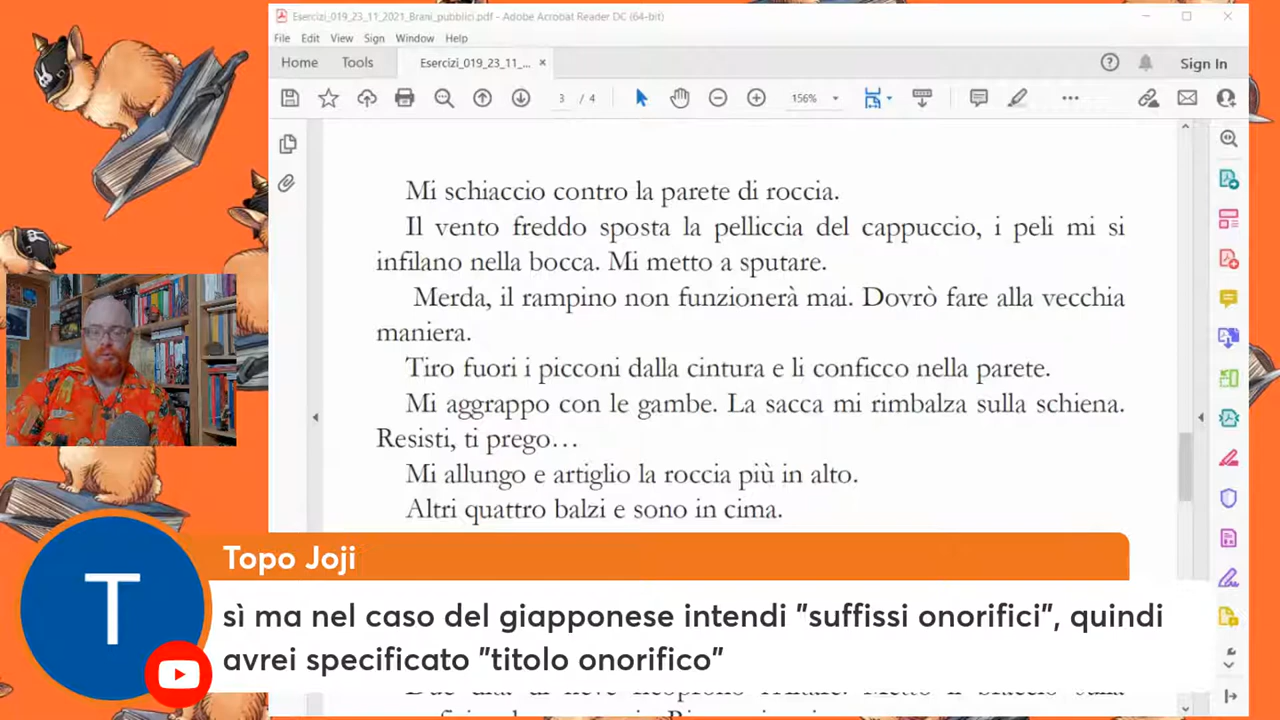 Esercizi_019_23_11_2021_Brani_pubblici.pdf - Adobe Acrobat Reader DC (64-bit)
File Edit View Sign Window Help
Home Tools Esercizi_019_23_11_... × Sign In
3 / 4 156%
Mi schiaccio contro la parete di roccia.
Il vento freddo sposta la pelliccia del cappuccio, i peli mi si
infilano nella bocca. Mi metto a sputare.
Merda, il rampino non funzionerà mai. Dovrò fare alla vecchia
maniera.
Tiro fuori i picconi dalla cintura e li conficco nella parete.
Mi aggrappo con le gambe. La sacca mi rimbalza sulla schiena.
Resisti, ti prego…
Mi allungo e artiglio la roccia più in alto.
Altri quattro balzi e sono in cima.
T
Topo Joji
sì ma nel caso del giapponese intendi "suffissi onorifici", quindi
avrei specificato "titolo onorifico"